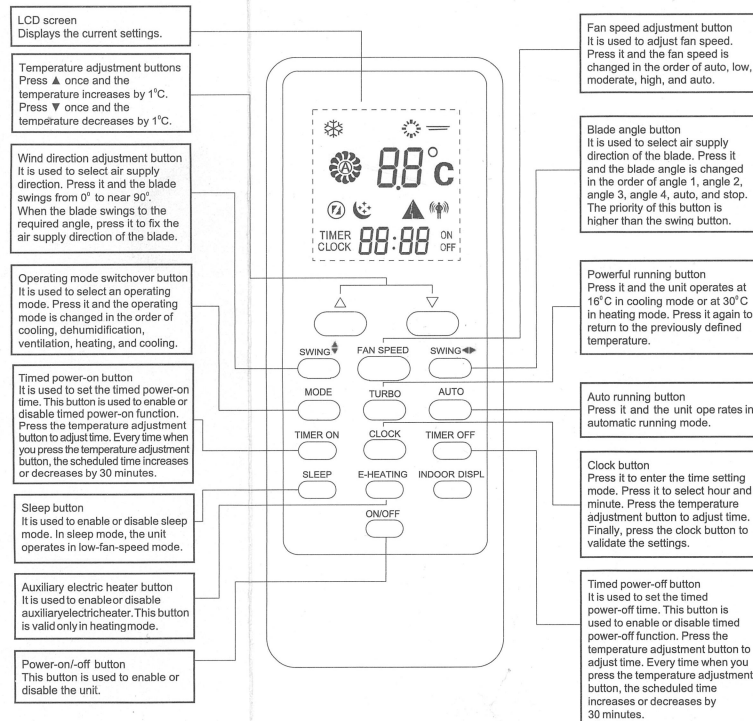 LCD screen
Displays the current settings.
Temperature adjustment buttons
Press ▲ once and the
temperature increases by 1°C.
Press ▼ once and the
temperature decreases by 1°C.
Wind direction adjustment button
It is used to select air supply
direction. Press it and the blade
swings from 0° to near 90°.
When the blade swings to the
required angle, press it to fix the
air supply direction of the blade.
Operating mode switchover button
It is used to select an operating
mode. Press it and the operating
mode is changed in the order of
cooling, dehumidification,
ventilation, heating, and cooling.
Timed power-on button
It is used to set the timed power-on
time. This button is used to enable or
disable timed power-on function.
Press the temperature adjustment
button to adjust time. Every time when
you press the temperature adjustment
button, the scheduled time increases
or decreases by 30 minutes.
Sleep button
It is used to enable or disable sleep
mode. In sleep mode, the unit
operates in low-fan-speed mode.
Auxiliary electric heater button
It is used to enable or disable
auxiliaryelectricheater. This button
is valid only in heating mode.
Power-on/-off button
This button is used to enable or
disable the unit.
A
88°c
TIMER
CLOCK
88:88
ON
OFF
SWING
FAN SPEED
SWING
MODE
TURBO
AUTO
TIMER ON
CLOCK
TIMER OFF
SLEEP
E-HEATING
INDOOR DISPL
ON/OFF
Fan speed adjustment button
It is used to adjust fan speed.
Press it and the fan speed is
changed in the order of auto, low,
moderate, high, and auto.
Blade angle button
It is used to select air supply
direction of the blade. Press it
and the blade angle is changed
in the order of angle 1, angle 2,
angle 3, angle 4, auto, and stop.
The priority of this button is
higher than the swing button.
Powerful running button
Press it and the unit operates at
16°C in cooling mode or at 30°C
in heating mode. Press it again to
return to the previously defined
temperature.
Auto running button
Press it and the unit ope rates in
automatic running mode.
Clock button
Press it to enter the time setting
mode. Press it to select hour and
minute. Press the temperature
adjustment button to adjust time.
Finally, press the clock button to
validate the settings.
Timed power-off button
It is used to set the timed
power-off time. This button is
used to enable or disable timed
power-off function. Press the
temperature adjustment button to
adjust time. Every time when you
press the temperature adjustment
button, the scheduled time
increases or decreases by
30 minutes.